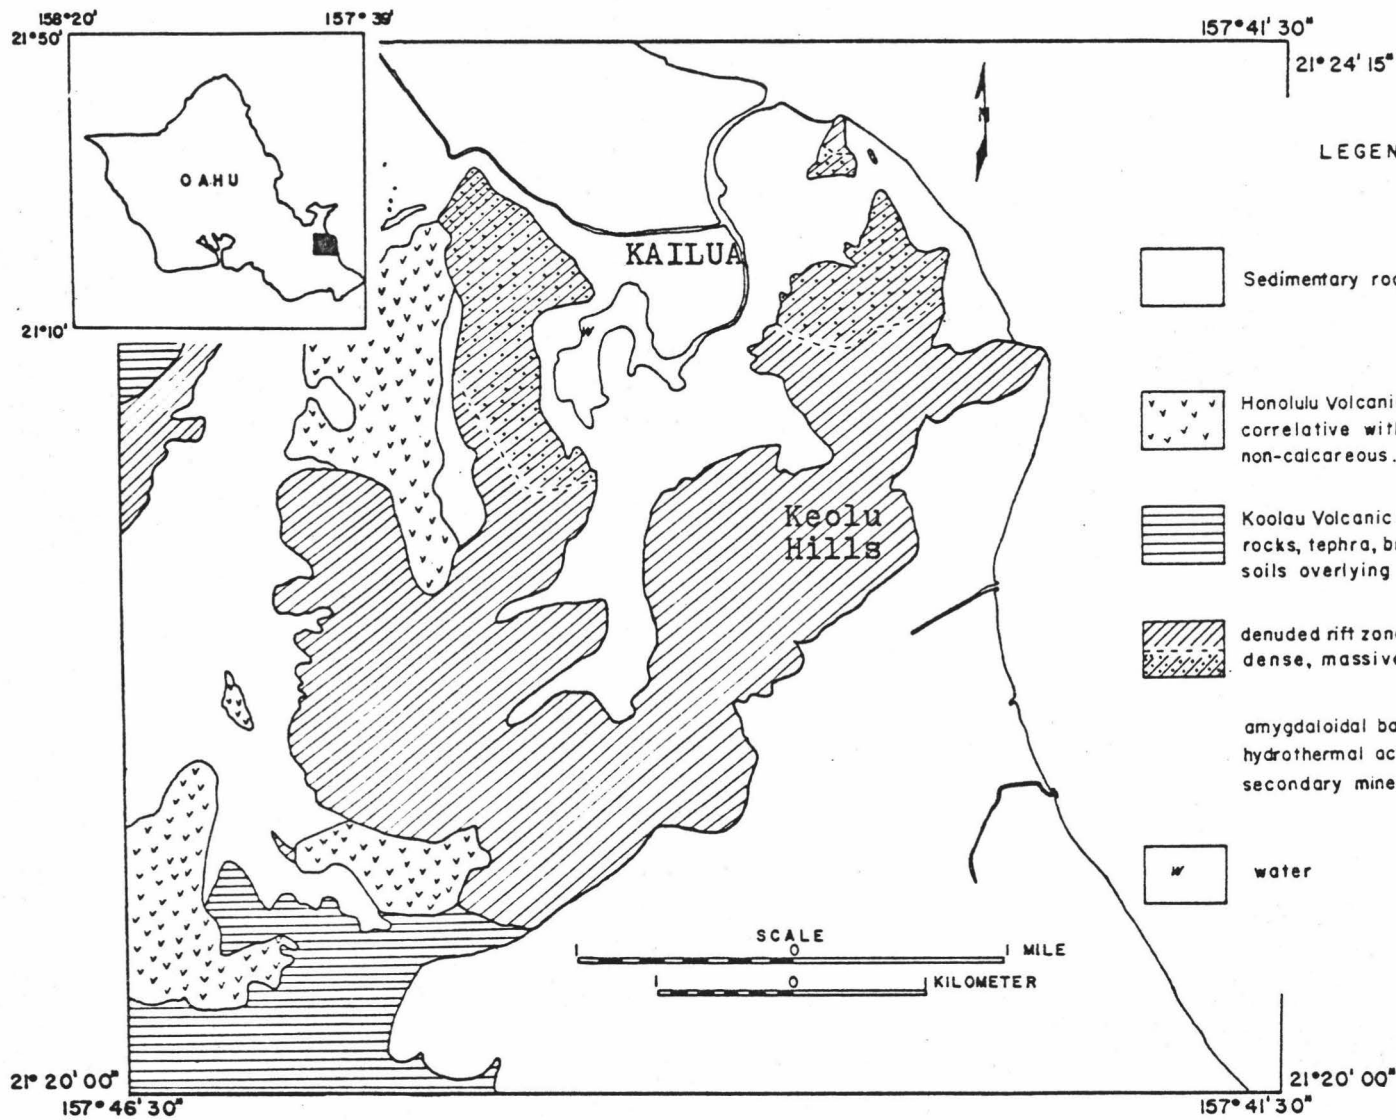 158°20'
157°39'
21°50'
OAHU
21°10'
157°41'30"
21°24'15"
N
KAILUA
W
Keolu
Hills
SCALE
1 0 1 MILE
1 0 1 KILOMETER
21°20'00"
157°46'30"
21°20'00"
157°41'30"
LEGEN
Sedimentary roc
Honolulu Volcani
correlative wit
non-calcareous.
Koolau Volcanic
rocks, tephra, br
soils overlying
denuded rift zon
dense, massive
amygdaloidal ba
hydrothermal ac
secondary mine
W
water